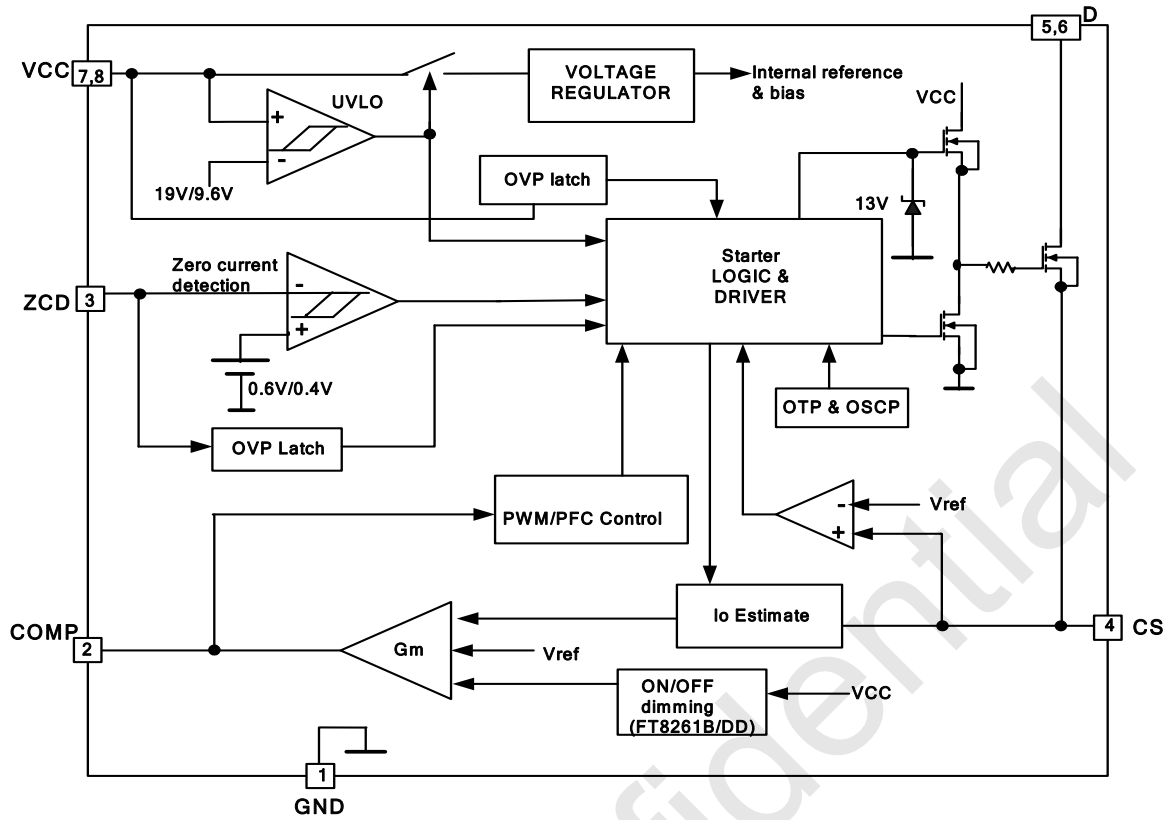 D
5,6
VCC
7,8
VOLTAGE
REGULATOR
Internal reference
& bias
UVLO
+
-
19V/9.6V
VCC
OVP latch
13V
Starter
LOGIC &
DRIVER
Zero current
detection
ZCD
3
-
+
0.6V/0.4V
OTP & OSCP
OVP Latch
PWM/PFC Control
-
+
Vref
Io Estimate
COMP
2
Gm
Vref
4
CS
ON/OFF
dimming
(FT8261B/DD)
VCC
1
GND
fidential